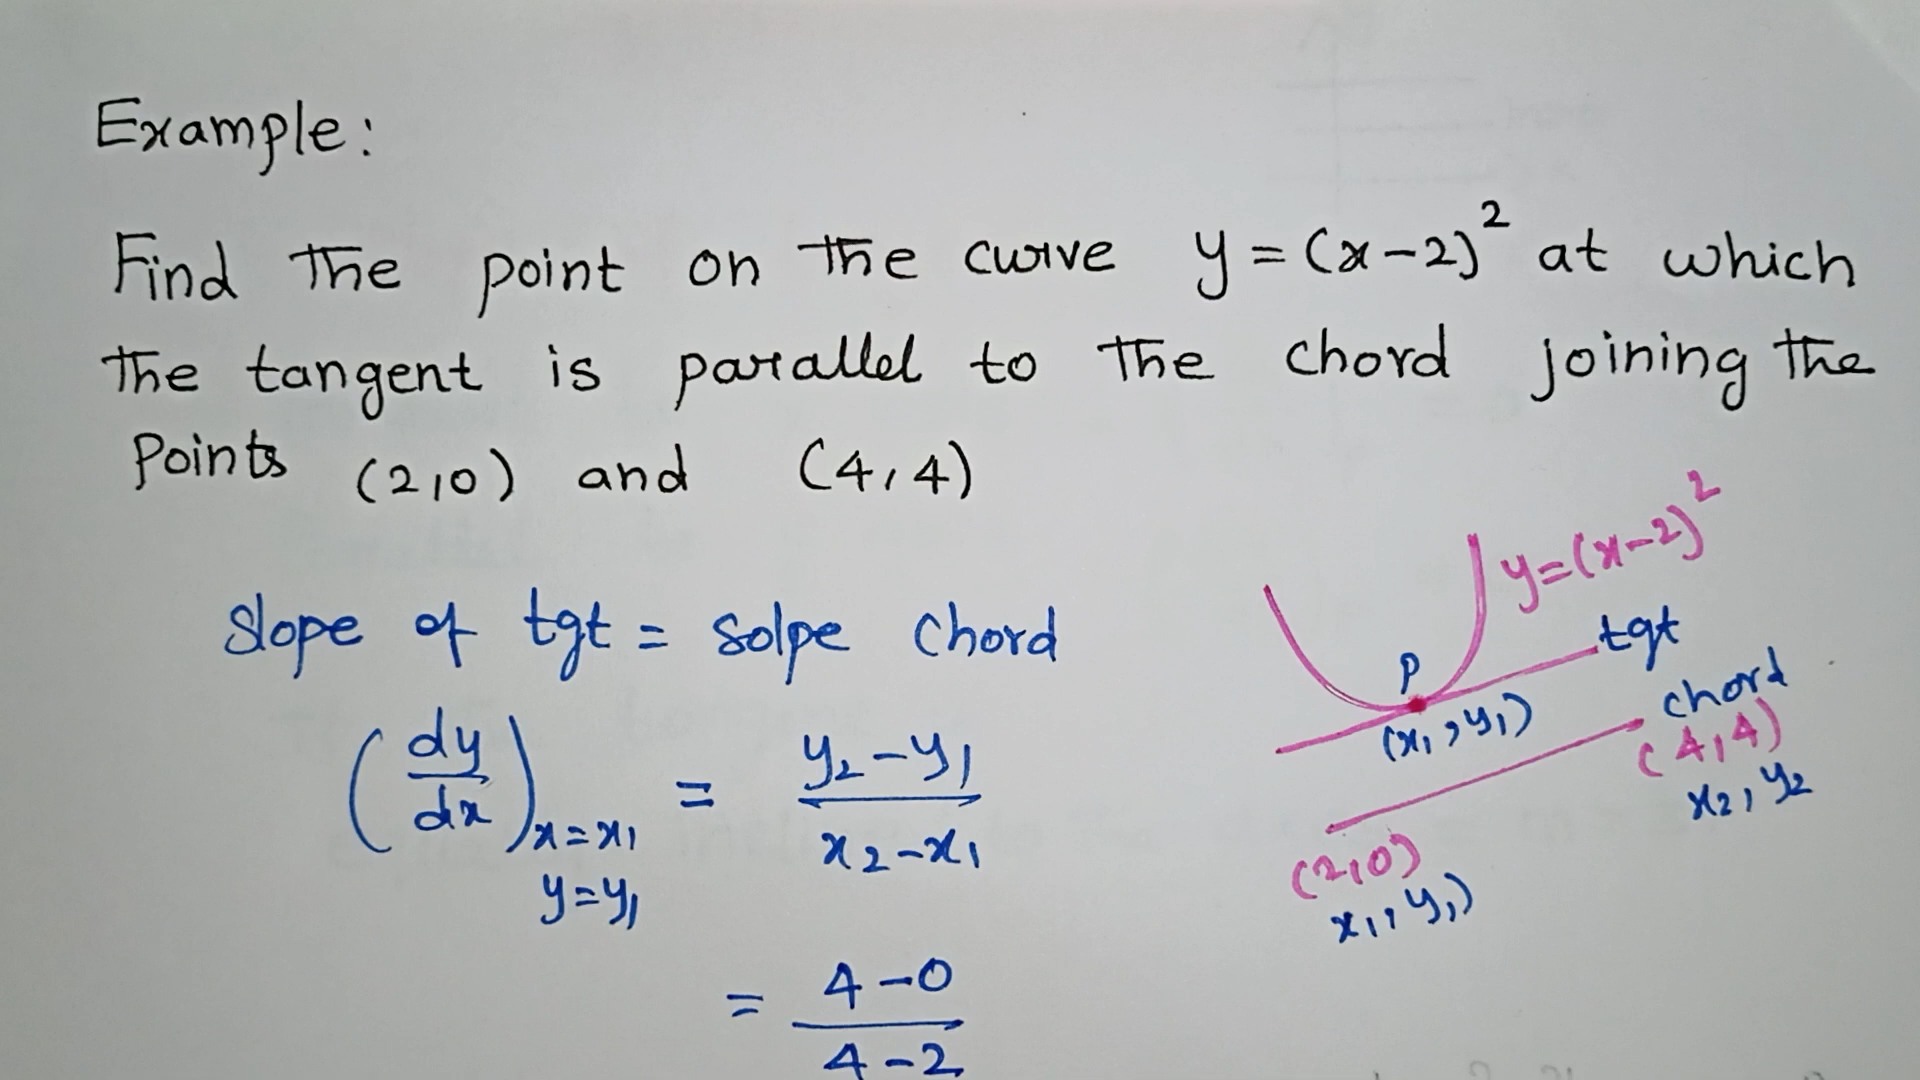 Example:
Find the point on the curve y = (x-2)² at which
the tangent is parallel to the chord joining the
Points (2,0) and (4,4)
Slope of tgt = Solpe Chord
(dy/dx) x=x₁ y=y₁ = (y₂-y₁)/(x₂-x₁)
= (4-0)/(4-2)
y=(x-2)²
tgt
P
(x₁,y₁)
chord
(4,4)
x₂,y₂
(2,0)
x₁,y₁)